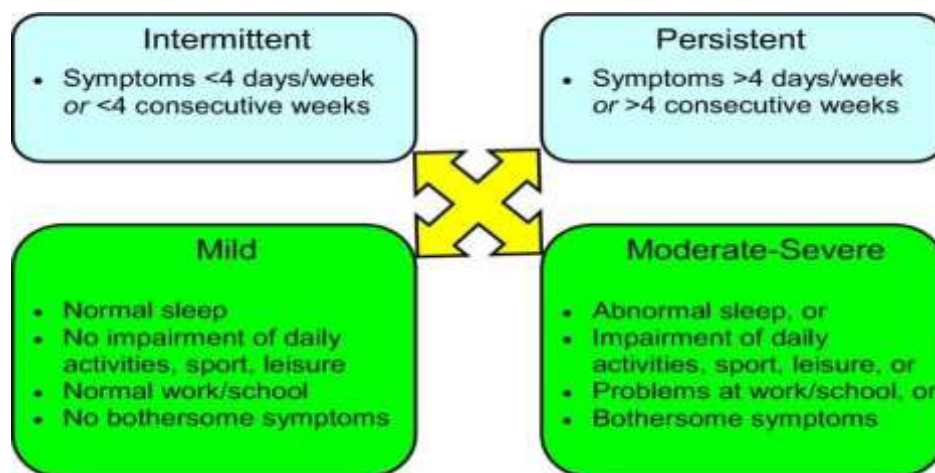 Intermittent
• Symptoms <4 days/week
or <4 consecutive weeks
Persistent
• Symptoms >4 days/week
or >4 consecutive weeks
Mild
• Normal sleep
• No impairment of daily
activities, sport, leisure
• Normal work/school
• No bothersome symptoms
Moderate-Severe
• Abnormal sleep, or
• Impairment of daily
activities, sport, leisure, or
• Problems at work/school, or
• Bothersome symptoms